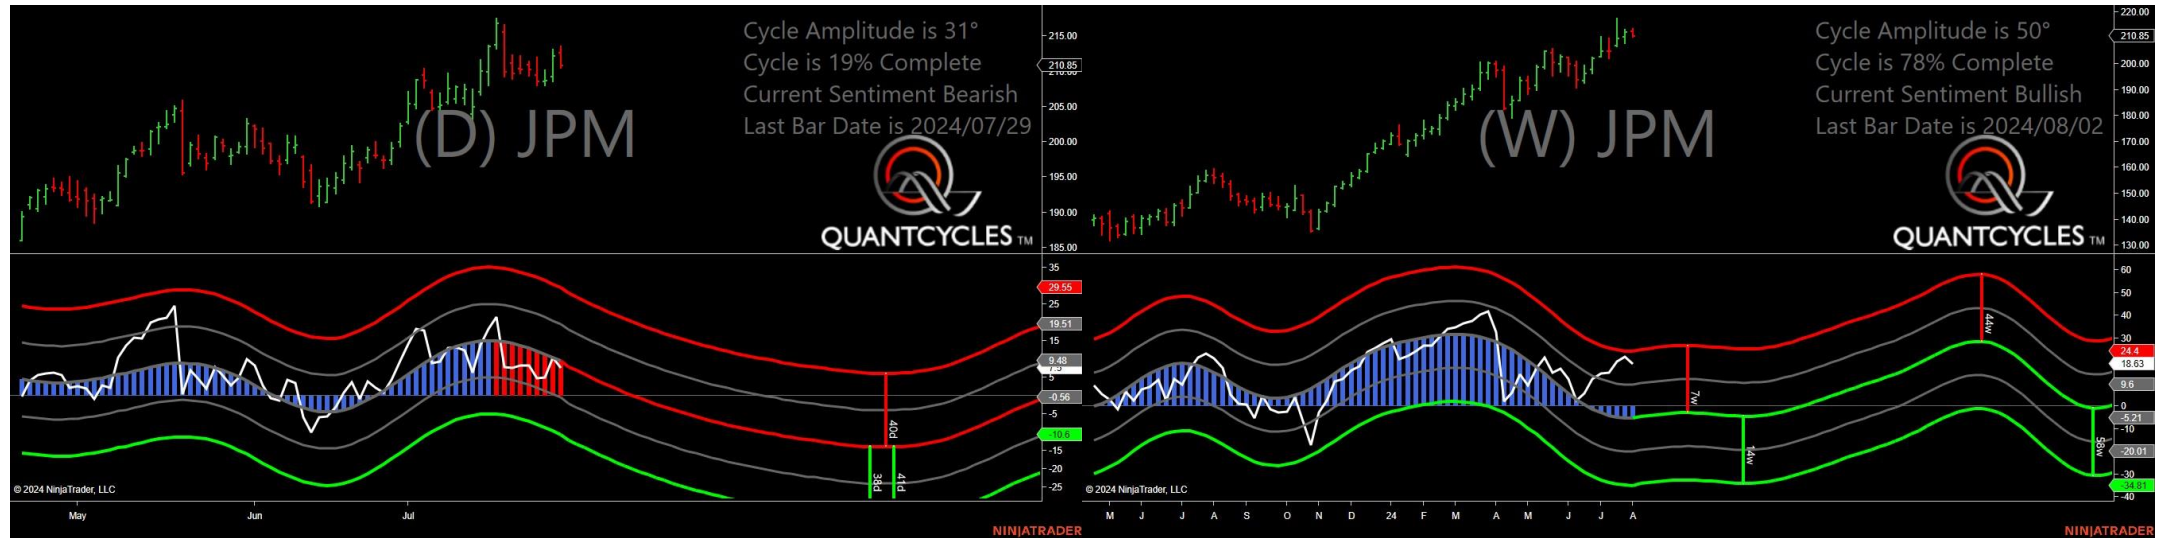 Cycle Amplitude is 31°
Cycle is 19% Complete
Current Sentiment Bearish
Last Bar Date is 2024/07/29
(D) JPM
QUANTCYCLES TM
215.00
210.85
210.00
205.00
200.00
195.00
190.00
185.00
35
29.55
25
19.51
15
9.48
7.5
5
-0.56
-5
-10.6
-15
-20
-25
40d
38d
41d
© 2024 NinjaTrader, LLC
May Jun Jul
NINJATRADER
Cycle Amplitude is 50°
Cycle is 78% Complete
Current Sentiment Bullish
Last Bar Date is 2024/08/02
(W) JPM
QUANTCYCLES TM
220.00
210.85
200.00
190.00
180.00
170.00
160.00
150.00
140.00
130.00
60
50
40
30
24.4
18.63
9.6
0
-5.21
-10
-20.01
-30
-34.81
-40
7w
14w
44w
58w
© 2024 NinjaTrader, LLC
M J J A S O N D 24 F M A M J J A
NINJATRADER